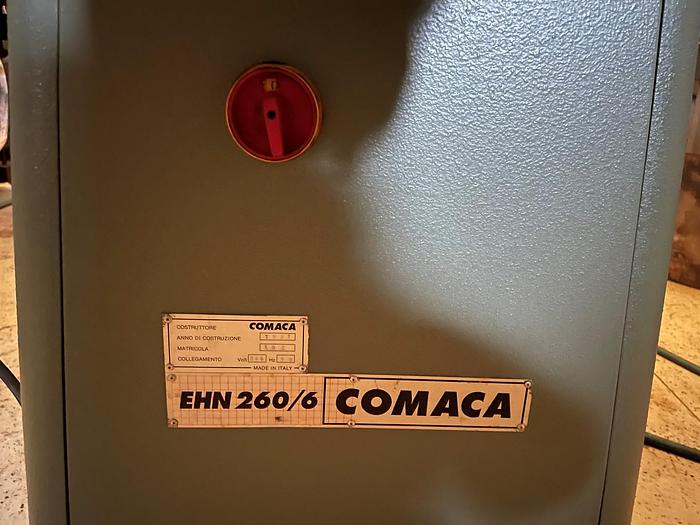 COSTRUTTORE COMACA
ANNO DI COSTRUZIONE
MATRICOLA
COLLEGAMENTO Volt Hz
MADE IN ITALY
EHN 260/6 COMACA